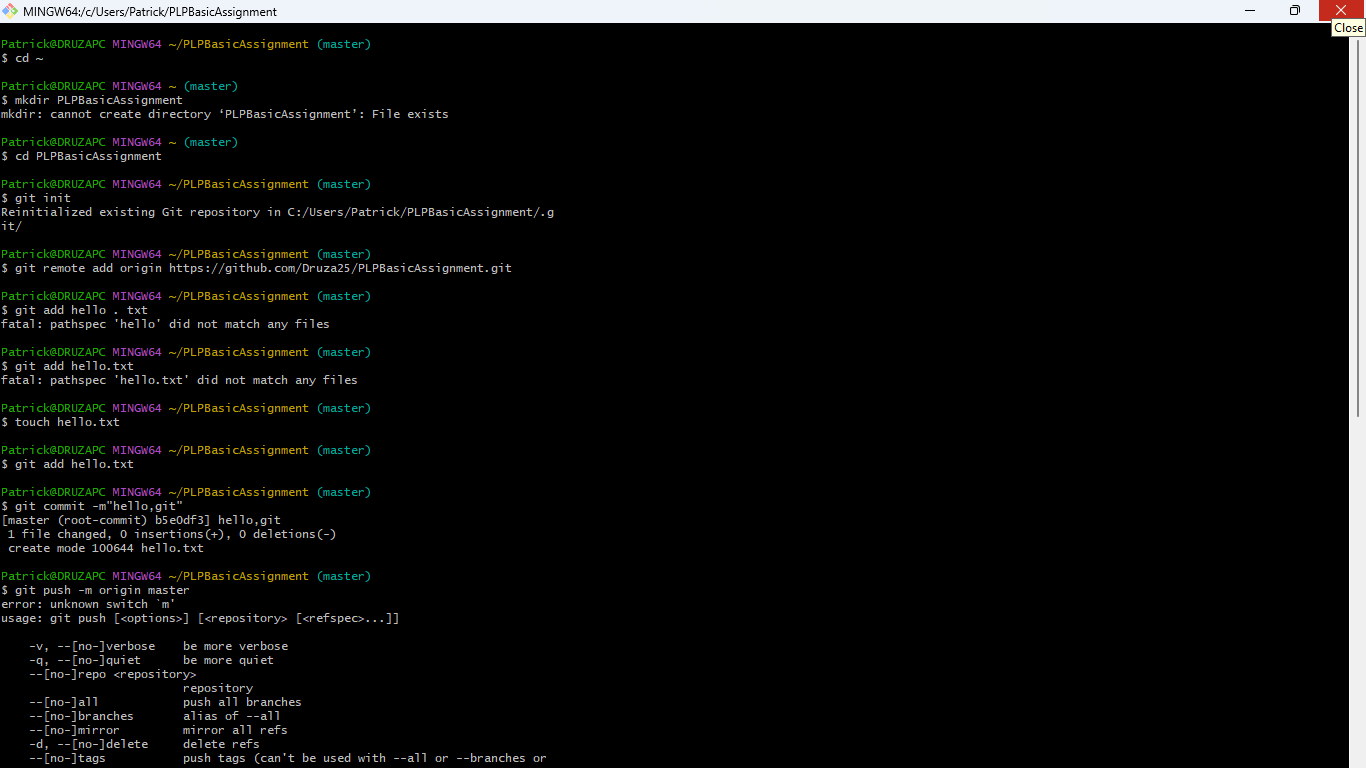 MINGW64:/c/Users/Patrick/PLPBasicAssignment
Close
Patrick@DRUZAPC MINGW64 ~/PLPBasicAssignment (master)
$ cd ~
Patrick@DRUZAPC MINGW64 ~ (master)
$ mkdir PLPBasicAssignment
mkdir: cannot create directory ‘PLPBasicAssignment’: File exists
Patrick@DRUZAPC MINGW64 ~ (master)
$ cd PLPBasicAssignment
Patrick@DRUZAPC MINGW64 ~/PLPBasicAssignment (master)
$ git init
Reinitialized existing Git repository in C:/Users/Patrick/PLPBasicAssignment/.g
it/
Patrick@DRUZAPC MINGW64 ~/PLPBasicAssignment (master)
$ git remote add origin https://github.com/Druza25/PLPBasicAssignment.git
Patrick@DRUZAPC MINGW64 ~/PLPBasicAssignment (master)
$ git add hello . txt
fatal: pathspec 'hello' did not match any files
Patrick@DRUZAPC MINGW64 ~/PLPBasicAssignment (master)
$ git add hello.txt
fatal: pathspec 'hello.txt' did not match any files
Patrick@DRUZAPC MINGW64 ~/PLPBasicAssignment (master)
$ touch hello.txt
Patrick@DRUZAPC MINGW64 ~/PLPBasicAssignment (master)
$ git add hello.txt
Patrick@DRUZAPC MINGW64 ~/PLPBasicAssignment (master)
$ git commit -m"hello,git"
[master (root-commit) b5e0df3] hello,git
 1 file changed, 0 insertions(+), 0 deletions(-)
 create mode 100644 hello.txt
Patrick@DRUZAPC MINGW64 ~/PLPBasicAssignment (master)
$ git push -m origin master
error: unknown switch `m'
usage: git push [<options>] [<repository> [<refspec>...]]
    -v, --[no-]verbose    be more verbose
    -q, --[no-]quiet      be more quiet
    --[no-]repo <repository>
                          repository
    --[no-]all            push all branches
    --[no-]branches       alias of --all
    --[no-]mirror         mirror all refs
    -d, --[no-]delete     delete refs
    --[no-]tags           push tags (can't be used with --all or --branches or